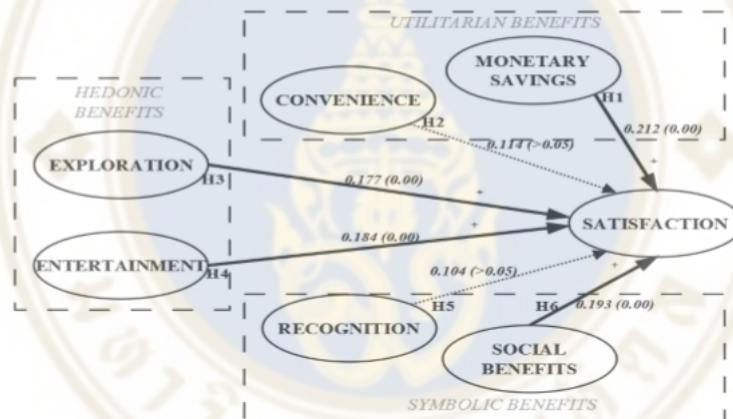 UTILITARIAN BENEFITS
MONETARY
SAVINGS
HEDONIC
BENEFITS
CONVENIENCE
H1
H2
0.212 (0.00)
0.114 (>0.05)
+
EXPLORATION
H3
0.177 (0.00)
+
SATISFACTION
+
0.184 (0.00)
ENTERTAINMENT
H4
0.104 (>0.05)
+
H5
H6
0.193 (0.00)
RECOGNITION
SOCIAL
BENEFITS
SYMBOLIC BENEFITS